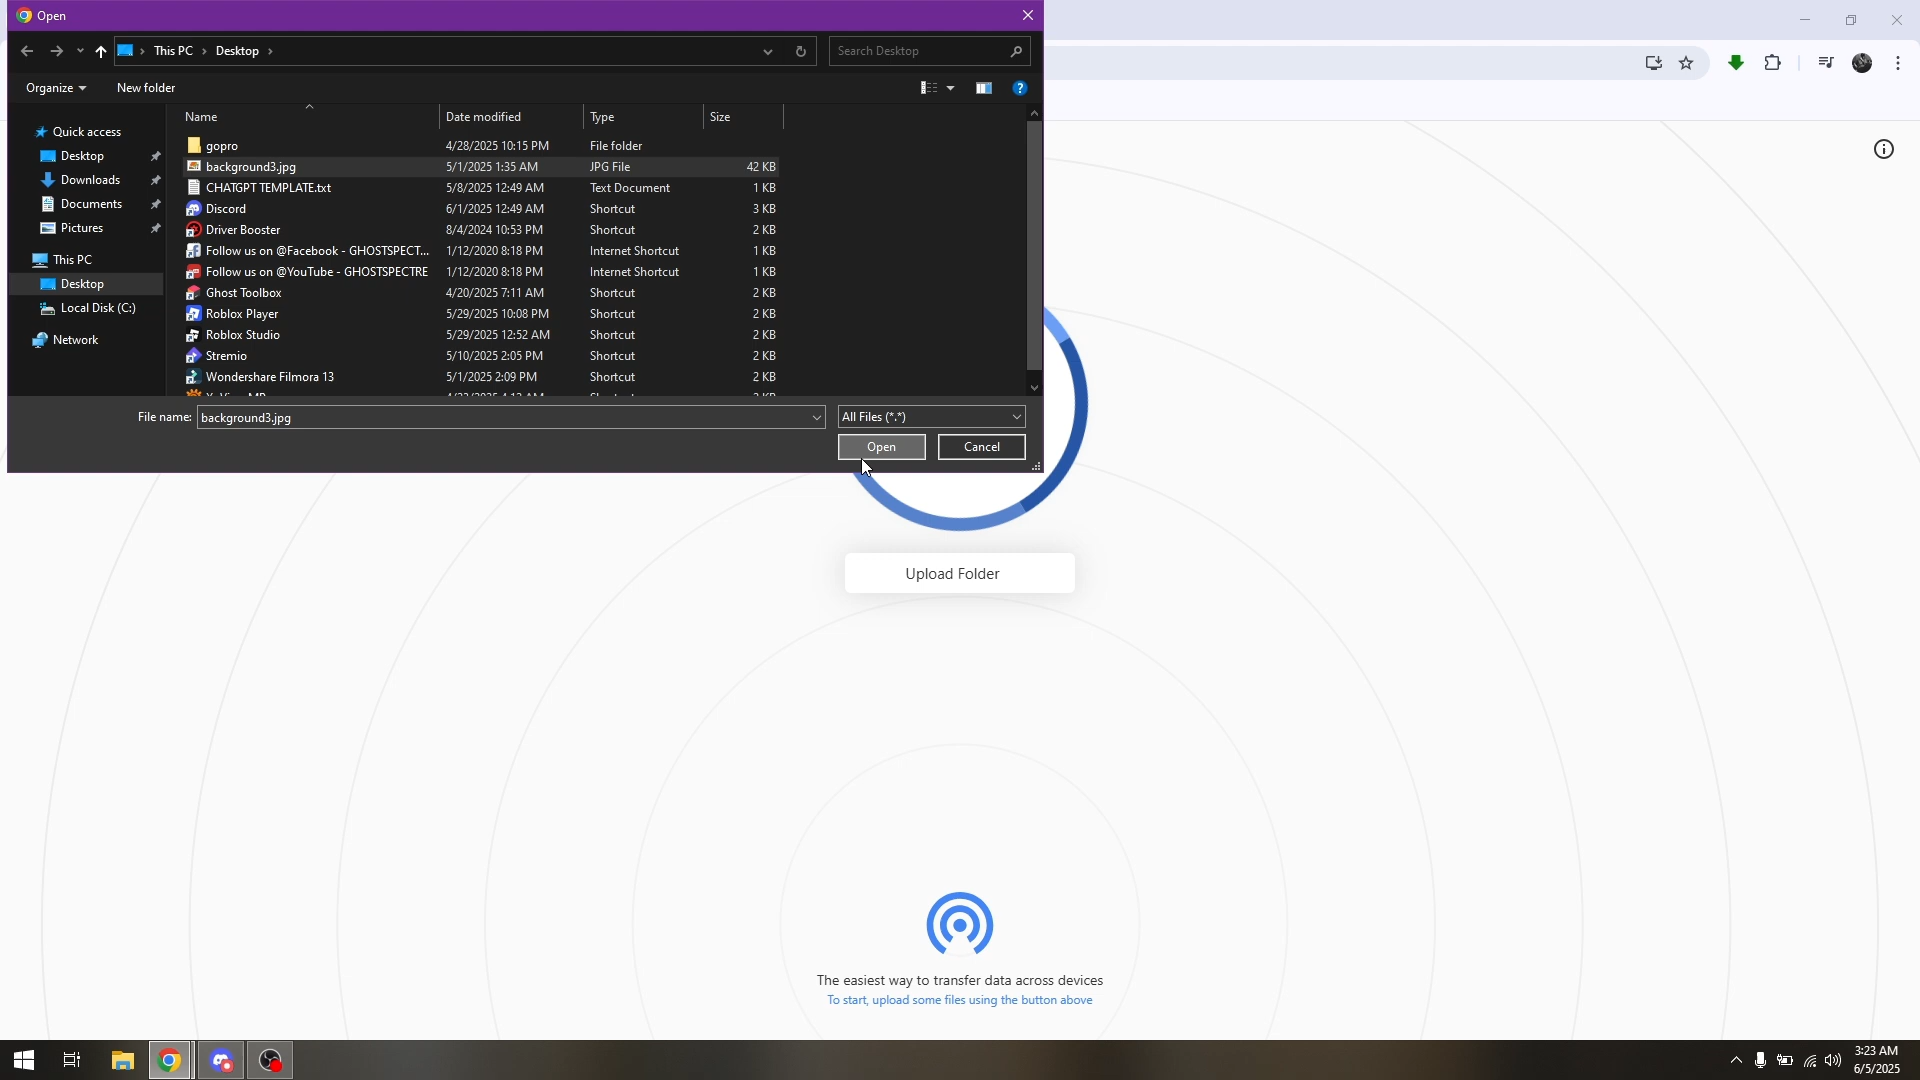 Open
This PC
Desktop
Search Desktop
Organize
New folder
Name
Date modified
Type
Size
Quick access
Desktop
Downloads
Documents
Pictures
This PC
Desktop
Local Disk (C:)
Network
gopro 4/28/2025 10:15 PM File folder
background3.jpg 5/1/2025 1:35 AM JPG File 42 KB
CHATGPT TEMPLATE.txt 5/8/2025 12:49 AM Text Document 1 KB
Discord 6/1/2025 12:49 AM Shortcut 3 KB
Driver Booster 8/4/2024 10:53 PM Shortcut 2 KB
Follow us on @Facebook - GHOSTSPECT... 1/12/2020 8:18 PM Internet Shortcut 1 KB
Follow us on @YouTube - GHOSTSPECTRE 1/12/2020 8:18 PM Internet Shortcut 1 KB
Ghost Toolbox 4/20/2025 7:11 AM Shortcut 2 KB
Roblox Player 5/29/2025 10:08 PM Shortcut 2 KB
Roblox Studio 5/29/2025 12:52 AM Shortcut 2 KB
Stremio 5/10/2025 2:05 PM Shortcut 2 KB
Wondershare Filmora 13 5/1/2025 2:09 PM Shortcut 2 KB
File name: background3.jpg
All Files (*.*)
Open
Cancel
Upload Folder
The easiest way to transfer data across devices
To start, upload some files using the button above
3:23 AM
6/5/2025